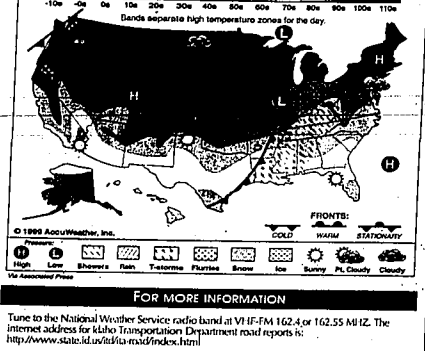 -10s -0s 0s 10s 20s 30s 40s 50s 60s 70s 80s 90s 100s 110s
Bands separate high temperature zones for the day.
L
H
H
L
H
© 1999 AccuWeather, Inc.
FRONTS:
COLD WARM STATIONARY
Pressure:
H L
High Low Showers Rain T-storms Flurries Snow Ice Sunny Pt. Cloudy Cloudy
Via Associated Press
FOR MORE INFORMATION
Tune to the National Weather Service radio band at VHF-FM 162.4 or 162.55 MHZ. The
internet address for Idaho Transportation Department road reports is:
http://www.state.id.us/itd/ita-road/index.html